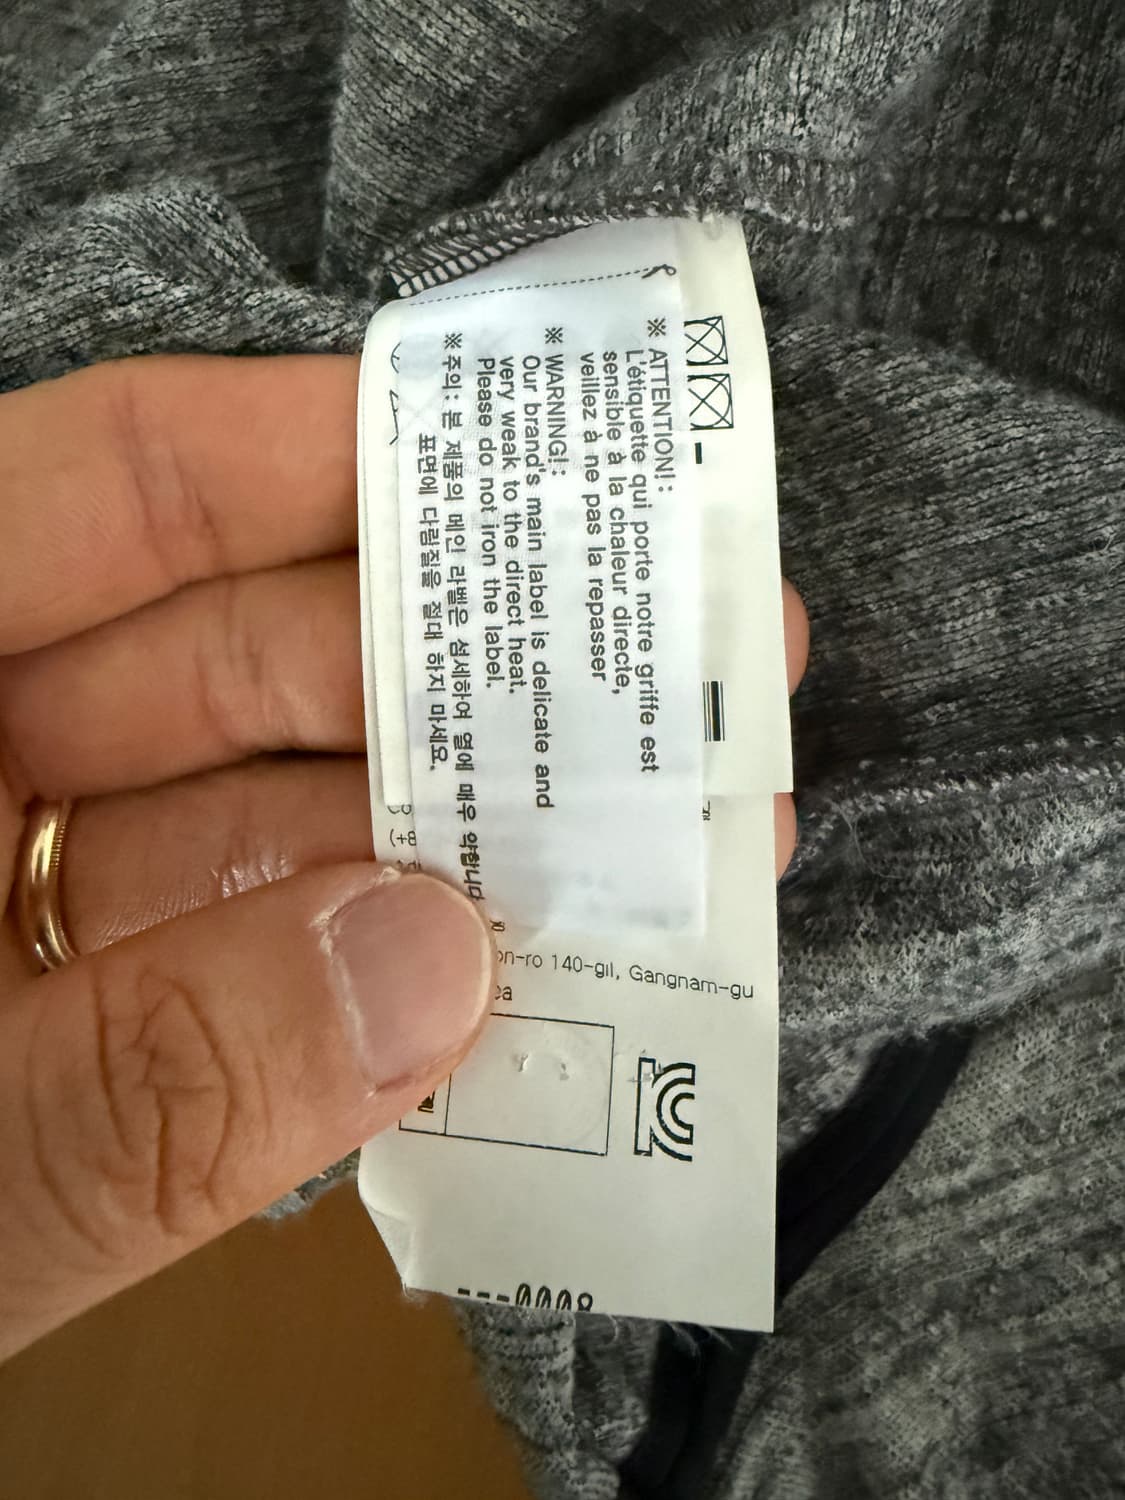 ※ ATTENTION! :
L'étiquette qui porte notre griffe est
sensible à la chaleur directe,
veillez à ne pas la repasser
※ WARNING! :
Our brand's main label is delicate and
very weak to the direct heat.
Please do not iron the label.
※ 주의 : 본 제품의 메인 라벨은 섬세하여 열에 매우 약합니다
표면에 다림질을 절대 하지 마세요.
(+8
on-ro 140-gil, Gangnam-gu
ea
---0008